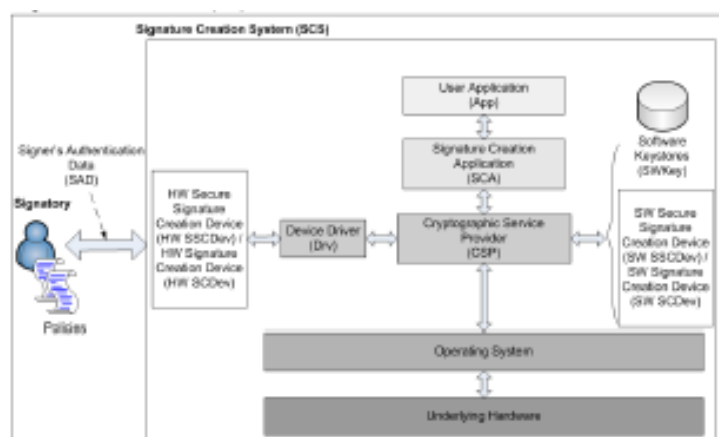 Signature Creation System (SCS)
User Application
(App)
Signer's Authentication
Data
(SAD)
Signature Creation
Application
(SCA)
Software
Keystores
(SWKey)
Signatory
HW Secure
Signature
Creation Device
(HW SSCDev) /
HW Signature
Creation Device
(HW SCDev)
Device Driver
(Drv)
Cryptographic Service
Provider
(CSP)
SW Secure
Signature
Creation Device
(SW SSCDev) /
SW Signature
Creation Device
(SW SCDev)
Policies
Operating System
Underlying Hardware